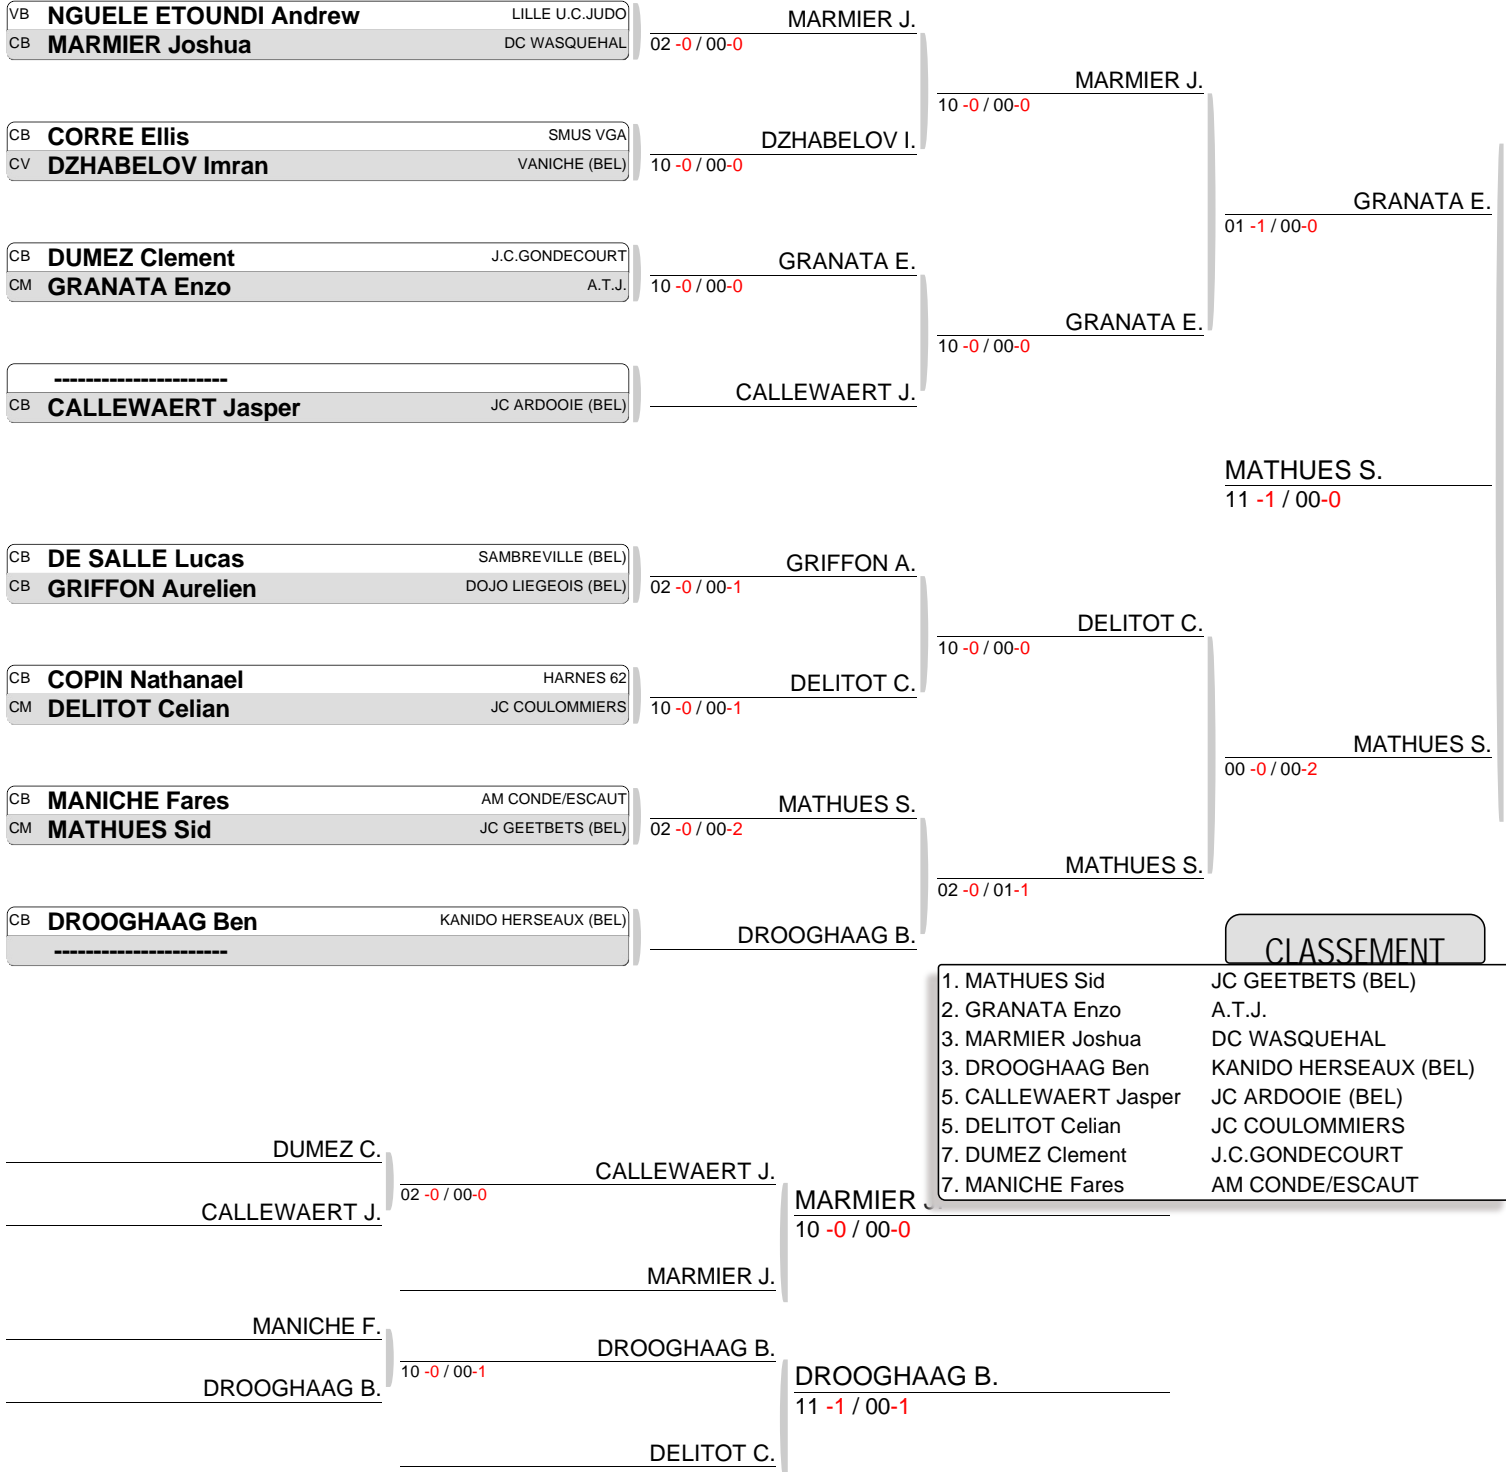 VB NGUELE ETOUNDI Andrew LILLE U.C.JUDO
CB MARMIER Joshua DC WASQUEHAL
MARMIER J.
02 -0 / 00-0
MARMIER J.
10 -0 / 00-0
CB CORRE Ellis SMUS VGA
CV DZHABELOV Imran VANICHE (BEL)
DZHABELOV I.
10 -0 / 00-0
GRANATA E.
01 -1 / 00-0
CB DUMEZ Clement J.C.GONDECOURT
CM GRANATA Enzo A.T.J.
GRANATA E.
10 -0 / 00-0
GRANATA E.
10 -0 / 00-0
----------------------
CB CALLEWAERT Jasper JC ARDOOIE (BEL)
CALLEWAERT J.
MATHUES S.
11 -1 / 00-0
CB DE SALLE Lucas SAMBREVILLE (BEL)
CB GRIFFON Aurelien DOJO LIEGEOIS (BEL)
GRIFFON A.
02 -0 / 00-1
DELITOT C.
10 -0 / 00-0
CB COPIN Nathanael HARNES 62
CM DELITOT Celian JC COULOMMIERS
DELITOT C.
10 -0 / 00-1
MATHUES S.
00 -0 / 00-2
CB MANICHE Fares AM CONDE/ESCAUT
CM MATHUES Sid JC GEETBETS (BEL)
MATHUES S.
02 -0 / 00-2
MATHUES S.
02 -0 / 01-1
CB DROOGHAAG Ben KANIDO HERSEAUX (BEL)
----------------------
DROOGHAAG B.
CLASSEMENT
1. MATHUES Sid JC GEETBETS (BEL)
2. GRANATA Enzo A.T.J.
3. MARMIER Joshua DC WASQUEHAL
3. DROOGHAAG Ben KANIDO HERSEAUX (BEL)
5. CALLEWAERT Jasper JC ARDOOIE (BEL)
5. DELITOT Celian JC COULOMMIERS
7. DUMEZ Clement J.C.GONDECOURT
7. MANICHE Fares AM CONDE/ESCAUT
DUMEZ C.
CALLEWAERT J.
02 -0 / 00-0
CALLEWAERT J.
MARMIER J.
10 -0 / 00-0
MARMIER J.
MANICHE F.
DROOGHAAG B.
10 -0 / 00-1
DROOGHAAG B.
DROOGHAAG B.
11 -1 / 00-1
DELITOT C.